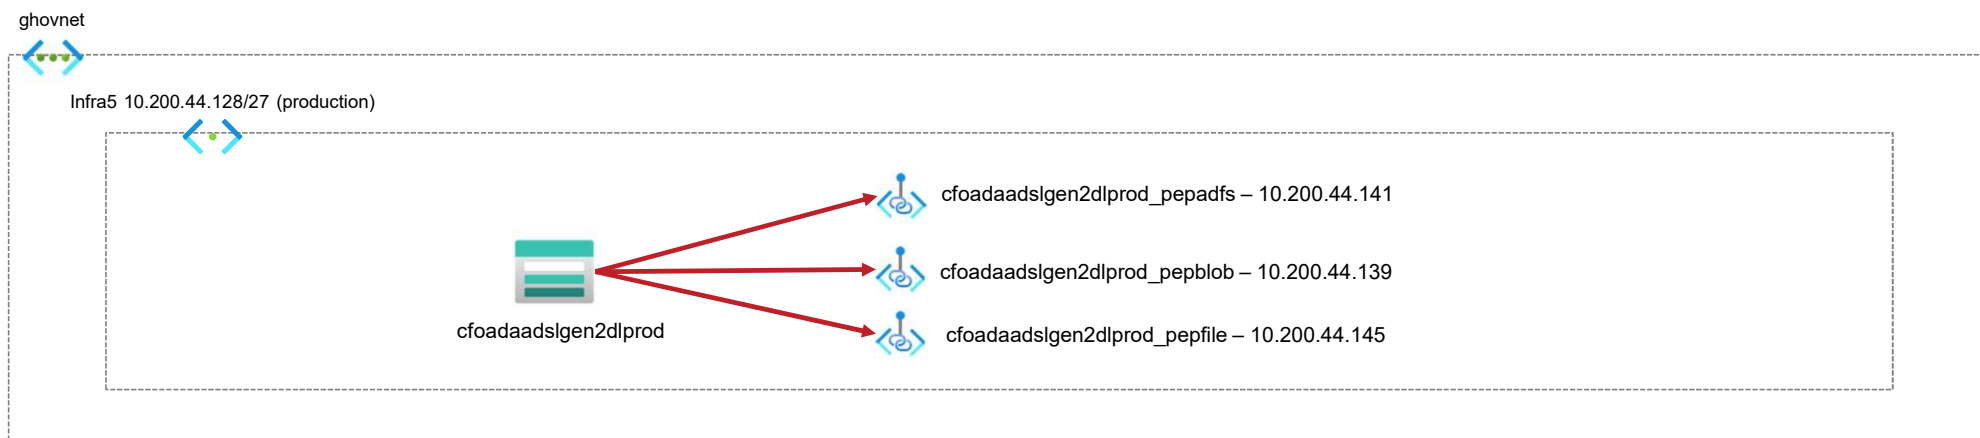 ghovnet
Infra5 10.200.44.128/27 (production)
cfoadaadslgen2dlprod_pepadfs – 10.200.44.141
cfoadaadslgen2dlprod_pepblob – 10.200.44.139
cfoadaadslgen2dlprod
cfoadaadslgen2dlprod_pepfile – 10.200.44.145